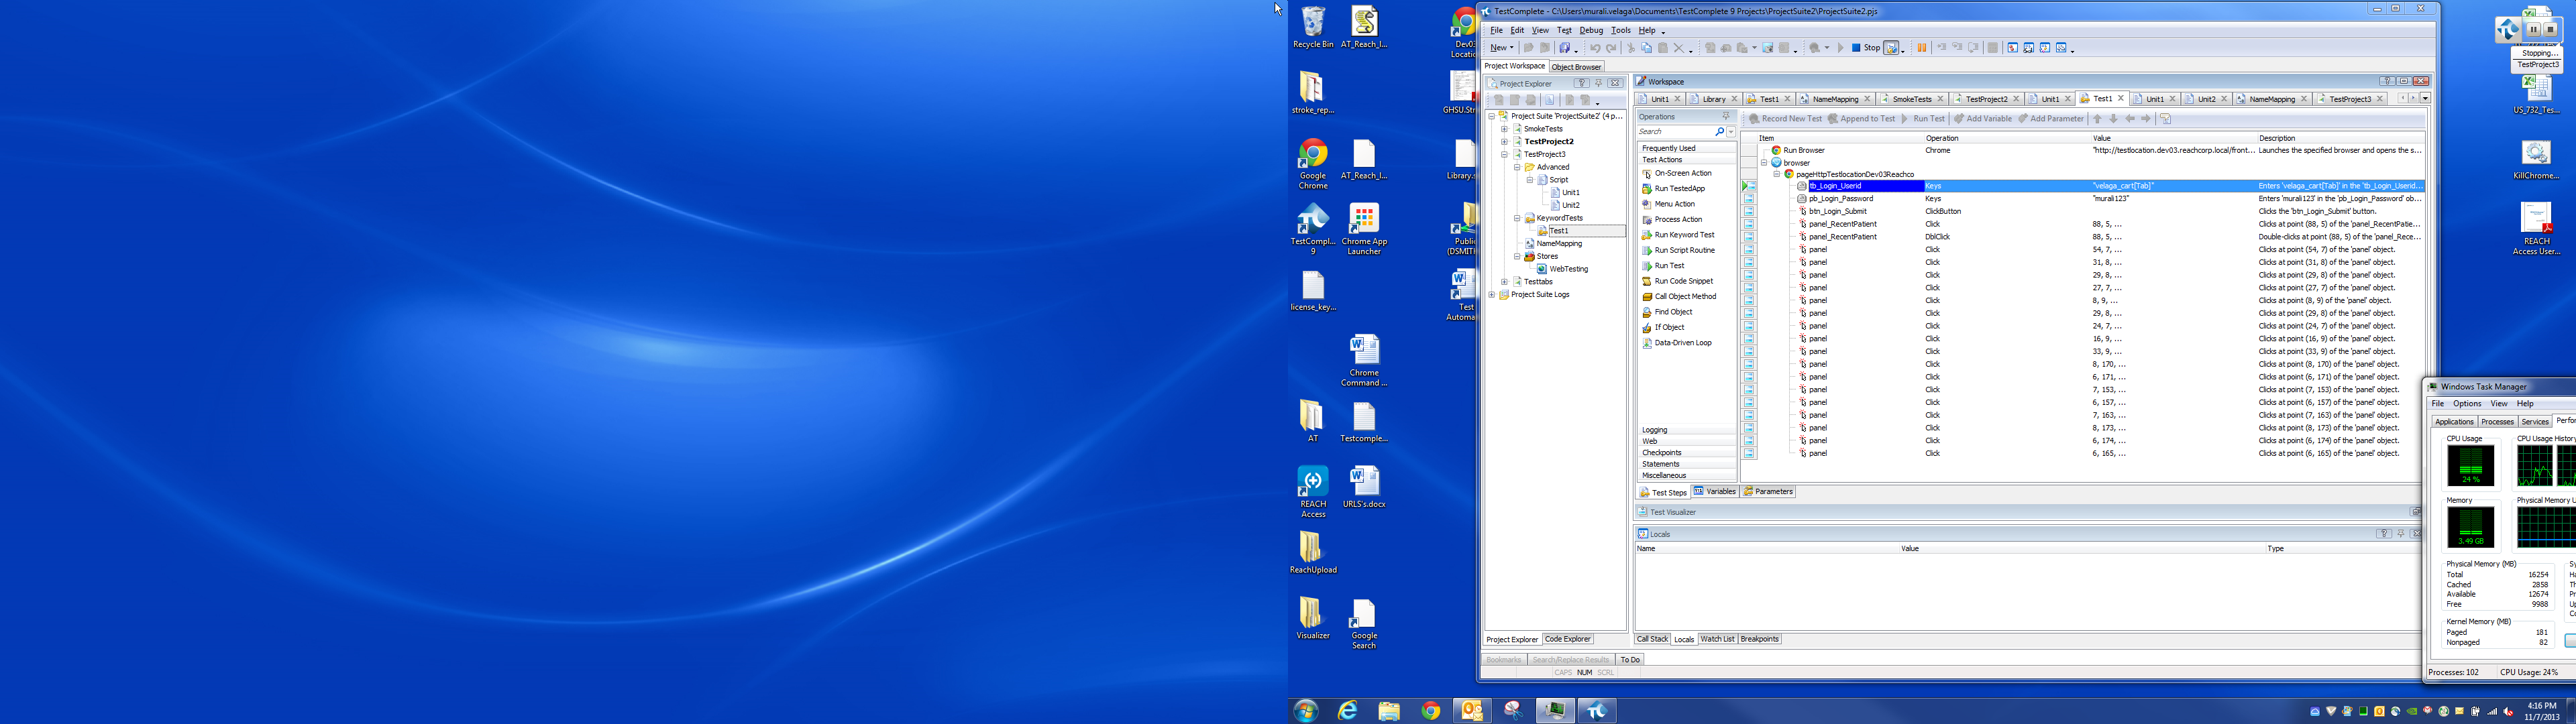 Recycle Bin
AT_Reach_I...
stroke_rep...
Google Chrome
AT_Reach_I...
TestCompl... 9
Chrome App Launcher
license_key...
Chrome Command ...
AT
Testcomple...
REACH Access
URLS's.docx
ReachUpload
Visualizer
Google Search
TestComplete - C:\Users\murali.velaga\Documents\TestComplete 9 Projects\ProjectSuite2\ProjectSuite2.pjs
File Edit View Test Debug Tools Help
New Stop
Project Workspace Object Browser
Project Explorer
Project Suite 'ProjectSuite2' (4 p...
SmokeTests
TestProject2
TestProject3
Advanced
Script
Unit1
Unit2
KeywordTests
Test1
NameMapping
Stores
WebTesting
Testtabs
Project Suite Logs
Project Explorer Code Explorer
Workspace
Unit1 Library Test1 NameMapping SmokeTests TestProject2 Unit1 Test1 Unit1 Unit2 NameMapping TestProject3
Operations
Search
Frequently Used
Test Actions
On-Screen Action
Run TestedApp
Menu Action
Process Action
Run Keyword Test
Run Script Routine
Run Test
Run Code Snippet
Call Object Method
Find Object
If Object
Data-Driven Loop
Logging
Web
Checkpoints
Statements
Miscellaneous
Record New Test Append to Test Run Test Add Variable Add Parameter
Item Operation Value Description
Run Browser Chrome "http://testlocation.dev03.reachcorp.local/front... Launches the specified browser and opens the s...
browser
pageHttpTestlocationDev03Reachco
tb_Login_Userid Keys "velaga_cart[Tab]" Enters 'velaga_cart[Tab]' in the 'tb_Login_Userid...
pb_Login_Password Keys "murali123" Enters 'murali123' in the 'pb_Login_Password' ob...
btn_Login_Submit ClickButton Clicks the 'btn_Login_Submit' button.
panel_RecentPatient Click 88, 5, ... Clicks at point (88, 5) of the 'panel_RecentPatie...
panel_RecentPatient DblClick 88, 5, ... Double-clicks at point (88, 5) of the 'panel_Rece...
panel Click 54, 7, ... Clicks at point (54, 7) of the 'panel' object.
panel Click 31, 8, ... Clicks at point (31, 8) of the 'panel' object.
panel Click 29, 8, ... Clicks at point (29, 8) of the 'panel' object.
panel Click 27, 7, ... Clicks at point (27, 7) of the 'panel' object.
panel Click 8, 9, ... Clicks at point (8, 9) of the 'panel' object.
panel Click 29, 8, ... Clicks at point (29, 8) of the 'panel' object.
panel Click 24, 7, ... Clicks at point (24, 7) of the 'panel' object.
panel Click 16, 9, ... Clicks at point (16, 9) of the 'panel' object.
panel Click 33, 9, ... Clicks at point (33, 9) of the 'panel' object.
panel Click 8, 170, ... Clicks at point (8, 170) of the 'panel' object.
panel Click 6, 171, ... Clicks at point (6, 171) of the 'panel' object.
panel Click 7, 153, ... Clicks at point (7, 153) of the 'panel' object.
panel Click 6, 157, ... Clicks at point (6, 157) of the 'panel' object.
panel Click 7, 163, ... Clicks at point (7, 163) of the 'panel' object.
panel Click 8, 173, ... Clicks at point (8, 173) of the 'panel' object.
panel Click 6, 174, ... Clicks at point (6, 174) of the 'panel' object.
panel Click 6, 165, ... Clicks at point (6, 165) of the 'panel' object.
Test Steps Variables Parameters
Test Visualizer
Locals
Name Value Type
Call Stack Locals Watch List Breakpoints
Bookmarks Search/Replace Results To Do
CAPS NUM SCRL
Stopping...
TestProject3
US_732_Tes...
KillChrome...
REACH Access User...
Windows Task Manager
File Options View Help
Applications Processes Services
CPU Usage CPU Usage History
24 %
Memory
3.49 GB
Physical Memory (MB)
Total 16254
Cached 2858
Available 12674
Free 9988
Kernel Memory (MB)
Paged 181
Nonpaged 82
Processes: 102 CPU Usage: 24%
4:16 PM
11/7/2013